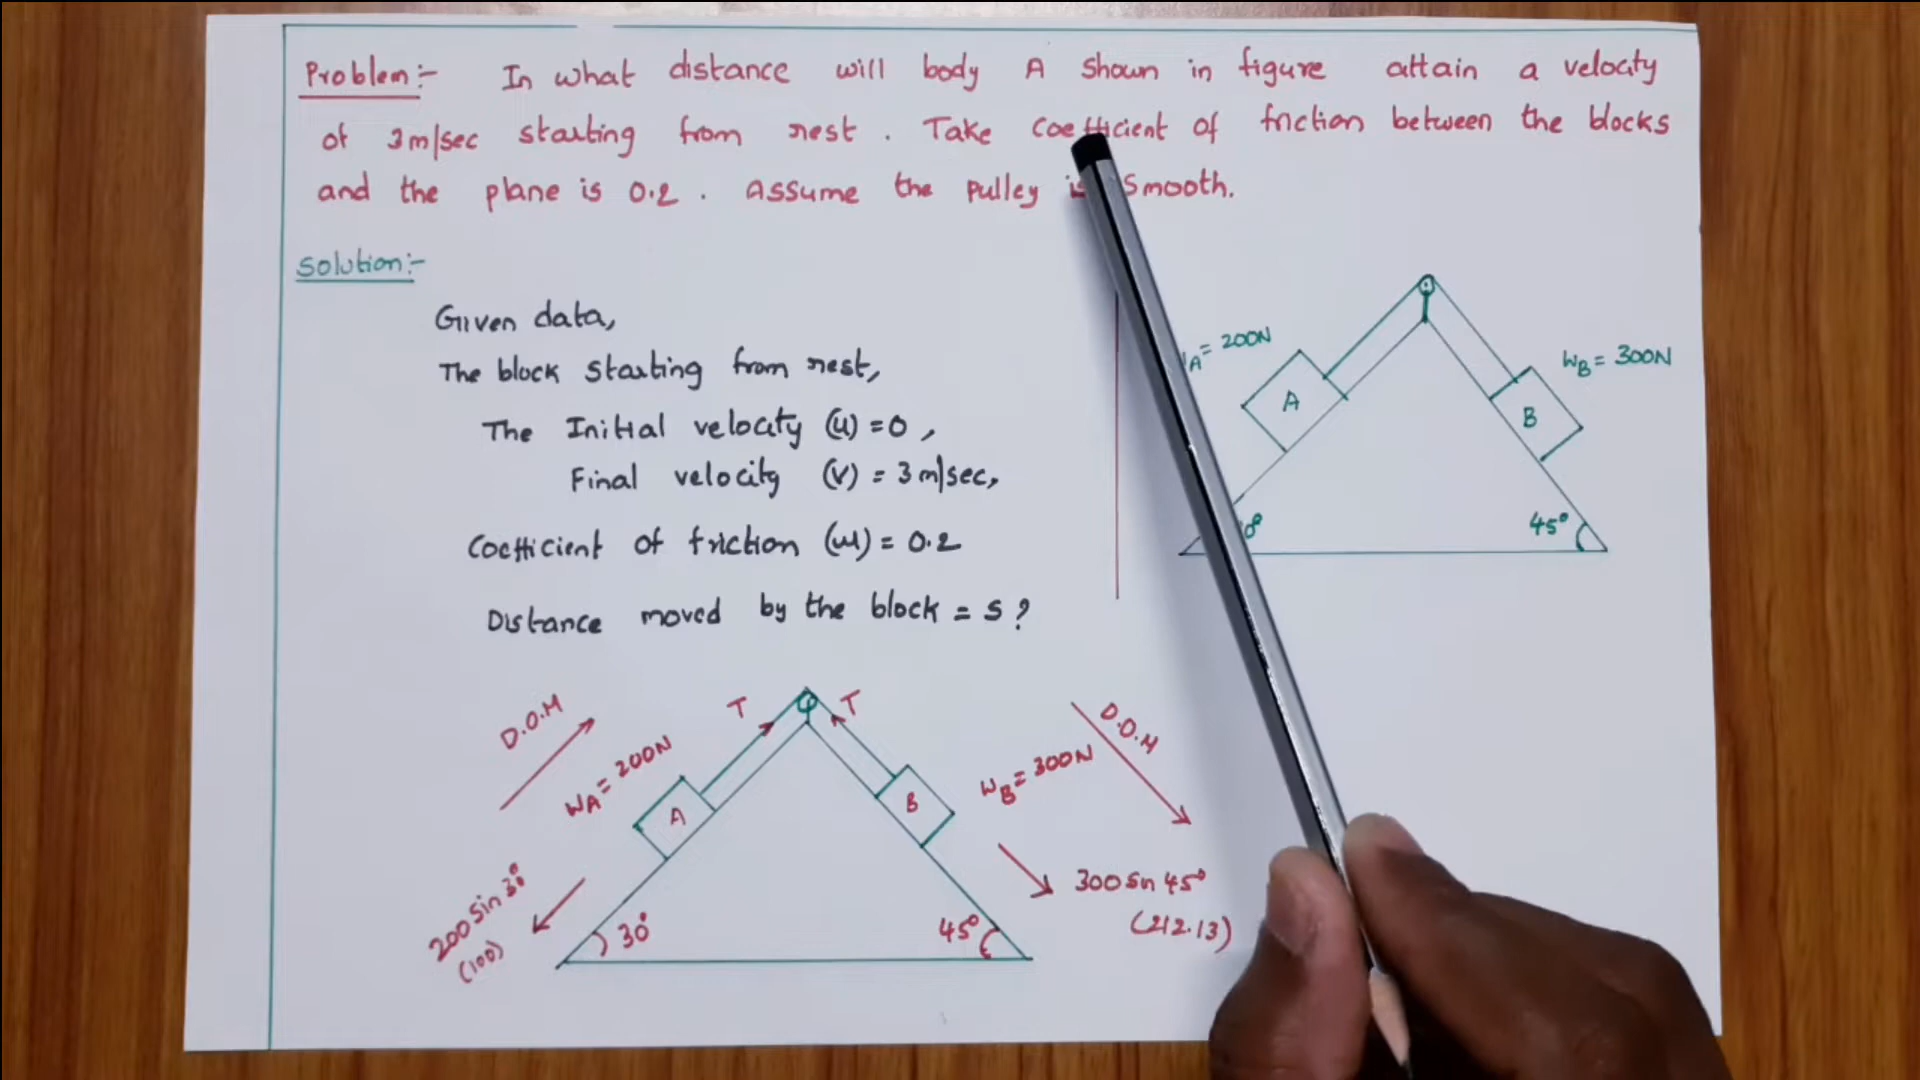 Problem:- In what distance will body A shown in figure attain a velocity
of 3m/sec starting from rest. Take coefficient of friction between the blocks
and the plane is 0.2. Assume the pulley is smooth.
Solution:-
Given data,
The block starting from rest,
The Initial velocity (u) = 0,
Final velocity (v) = 3m/sec,
Coefficient of friction (μ) = 0.2
Distance moved by the block = s?
A = 200N
WB = 300N
A
B
45°
D.O.M
WA = 200N
T
T
WB = 300N
D.O.M
A
B
200 Sin 30°
(100)
30°
45°
300 Sin 45°
(212.13)